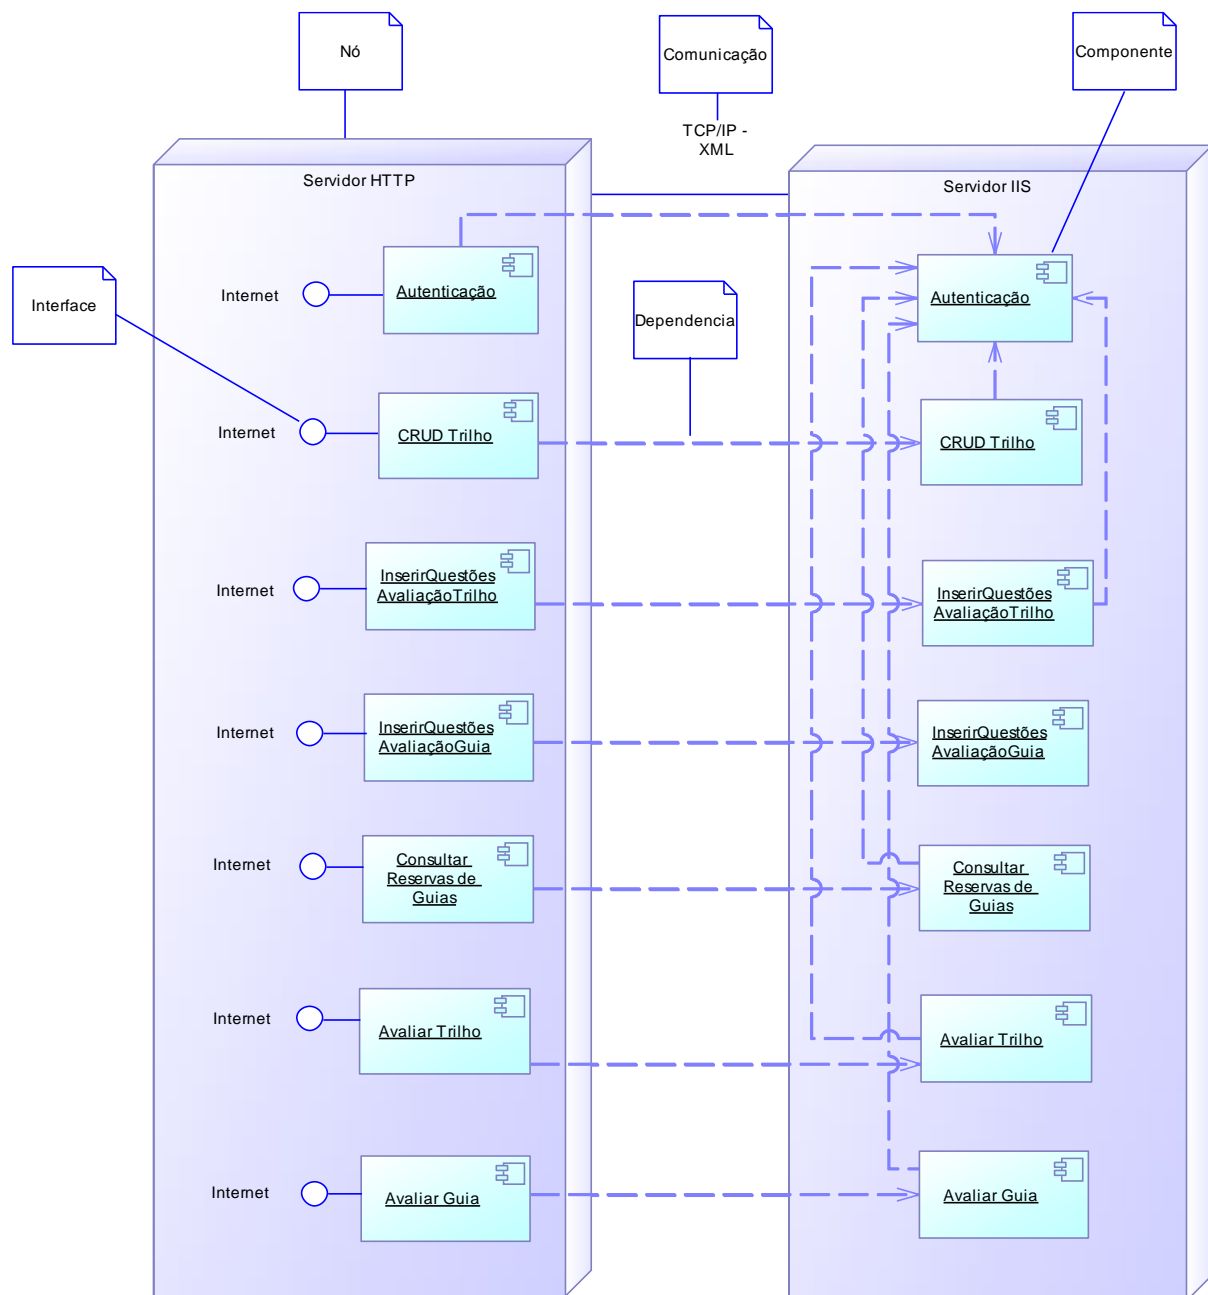 Nó
Comunicação
Componente
TCP/IP -
XML
Servidor HTTP
Servidor IIS
Internet
Autenticação
Autenticação
Interface
Dependencia
Internet
CRUD Trilho
CRUD Trilho
Internet
InserirQuestões
AvaliaçãoTrilho
InserirQuestões
AvaliaçãoTrilho
Internet
InserirQuestões
AvaliaçãoGuia
InserirQuestões
AvaliaçãoGuia
Internet
Consultar
Reservas de
Guias
Consultar
Reservas de
Guias
Internet
Avaliar Trilho
Avaliar Trilho
Internet
Avaliar Guia
Avaliar Guia